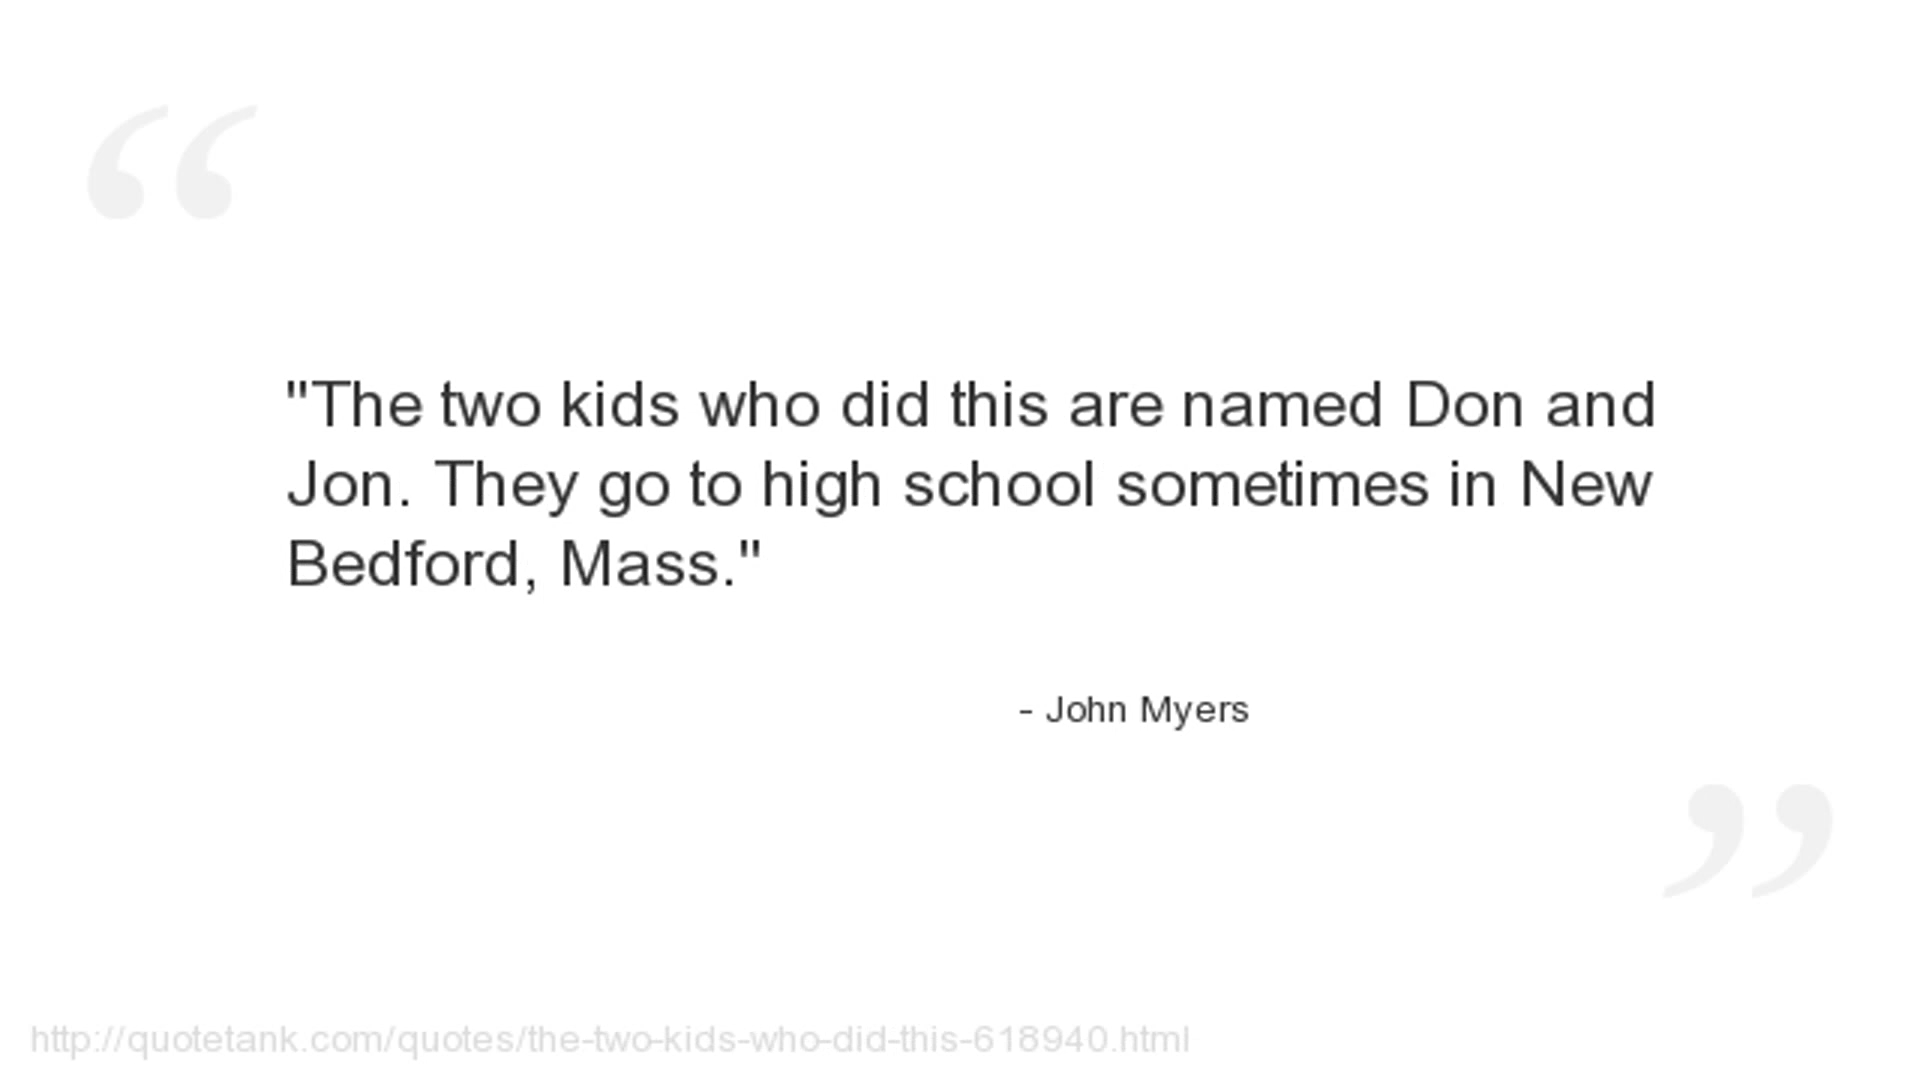 "The two kids who did this are named Don and
Jon. They go to high school sometimes in New
Bedford, Mass."
- John Myers
http://quotetank.com/quotes/the-two-kids-who-did-this-618940.html